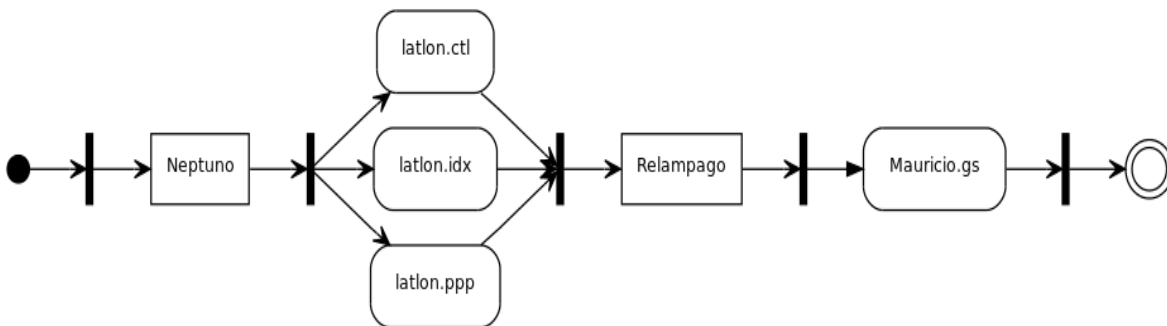 latlon.ctl
Neptuno
latlon.idx
Relampago
Mauricio.gs
latlon.ppp